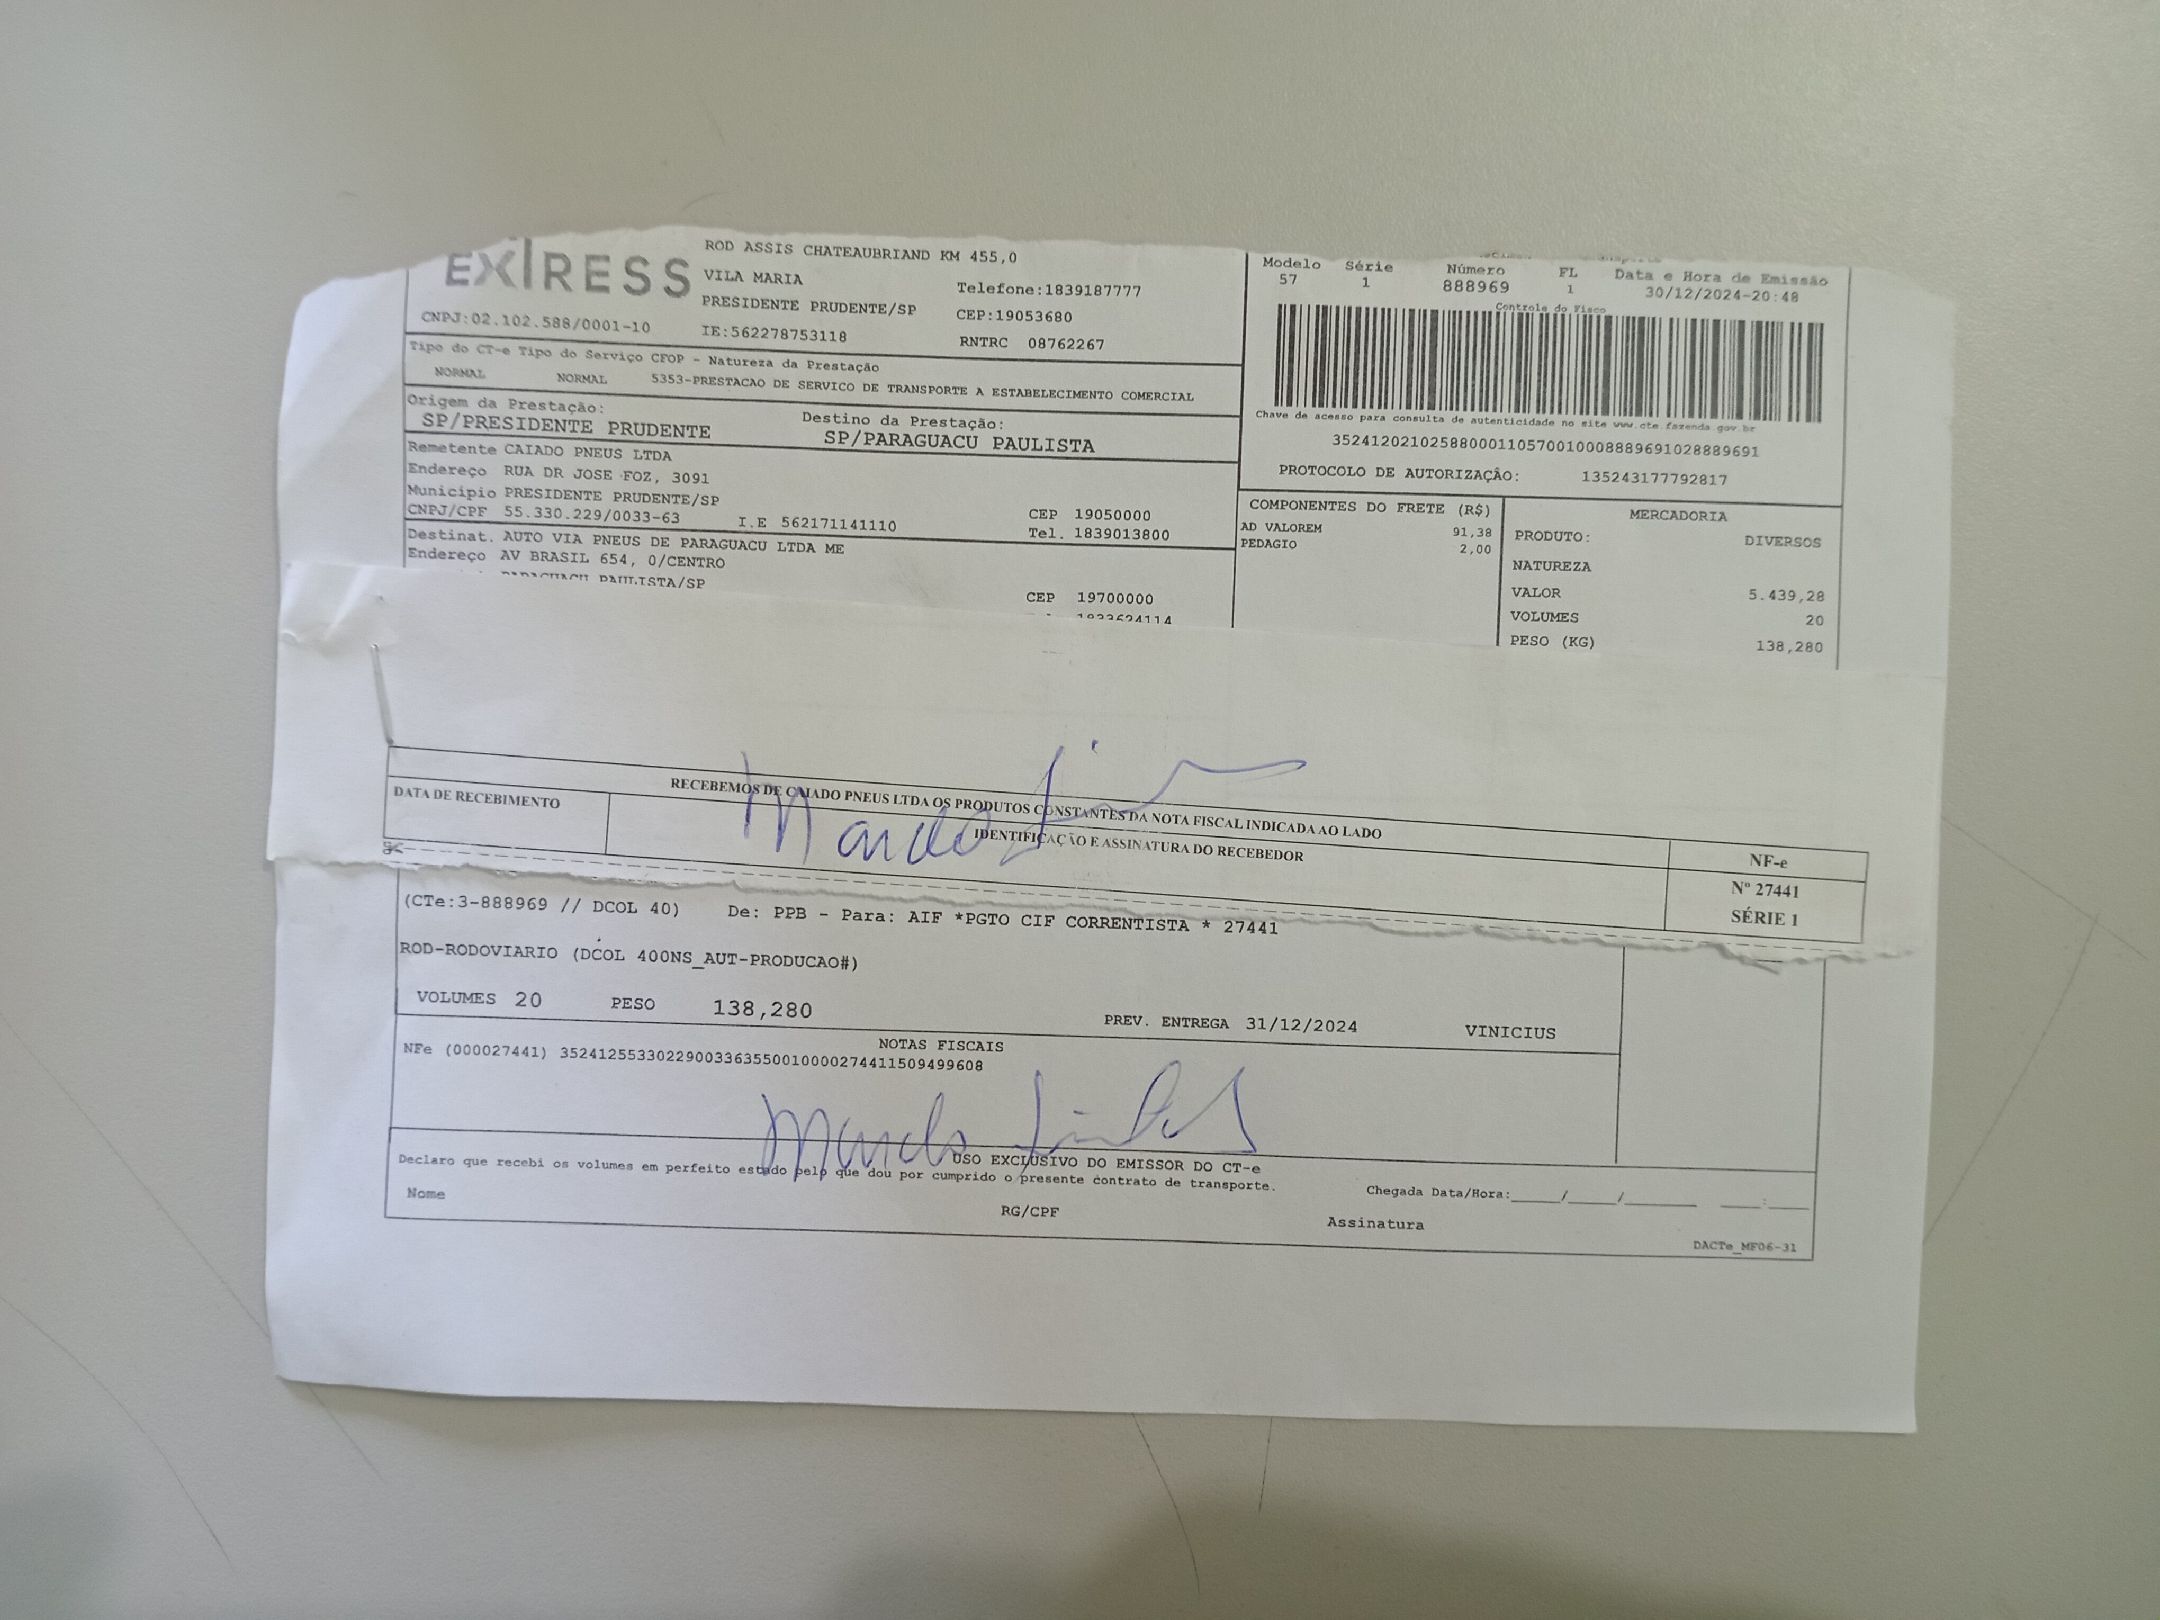 EXPRESS
ROD ASSIS CHATEAUBRIAND KM 455,0
VILA MARIA
Telefone:1839187777
PRESIDENTE PRUDENTE/SP
CEP:19053680
CNPJ:02.102.588/0001-10
IE:562278753118
RNTRC 08762267
Modelo Série Número FL Data e Hora de Emissão
57 1 888969 1 30/12/2024-20:48
Controle do Fisco
Tipo do CT-e Tipo do Serviço CFOP - Natureza da Prestação
NORMAL NORMAL 5353-PRESTACAO DE SERVICO DE TRANSPORTE A ESTABELECIMENTO COMERCIAL
Origem da Prestação:
SP/PRESIDENTE PRUDENTE
Destino da Prestação:
SP/PARAGUACU PAULISTA
Chave de acesso para consulta de autenticidade no site www.cte.fazenda.gov.br
35241202102588000110570010008889691028889691
PROTOCOLO DE AUTORIZAÇÂO: 135243177792817
Remetente CAIADO PNEUS LTDA
Endereço RUA DR JOSE FOZ, 3091
Município PRESIDENTE PRUDENTE/SP
CEP 19050000
CNPJ/CPF 55.330.229/0033-63 I.E 562171141110
Tel. 1839013800
Destinat. AUTO VIA PNEUS DE PARAGUACU LTDA ME
Endereço AV BRASIL 654, 0/CENTRO
PARAGUACU PAULISTA/SP
CEP 19700000
1833624114
COMPONENTES DO FRETE (R$)
AD VALOREM 91,38
PEDAGIO 2,00
MERCADORIA
PRODUTO: DIVERSOS
NATUREZA
VALOR 5.439,28
VOLUMES 20
PESO (KG) 138,280
RECEBEMOS DE CAIADO PNEUS LTDA OS PRODUTOS CONSTANTES DA NOTA FISCAL INDICADA AO LADO
DATA DE RECEBIMENTO
IDENTIFICAÇÃO E ASSINATURA DO RECEBEDOR
NF-e
Nº 27441
SÉRIE 1
(CTe:3-888969 // DCOL 40) De: PPB - Para: AIF *PGTO CIF CORRENTISTA * 27441
ROD-RODOVIARIO (DCOL 400NS_AUT-PRODUCAO#)
VOLUMES 20 PESO 138,280
PREV. ENTREGA 31/12/2024 VINICIUS
NOTAS FISCAIS
NFe (000027441) 35241255330229003363550010000274411509499608
USO EXCLUSIVO DO EMISSOR DO CT-e
Declaro que recebi os volumes em perfeito estado pelo que dou por cumprido o presente contrato de transporte.
Chegada Data/Hora:____/____/______ ____:____
Nome
RG/CPF
Assinatura
DACTe_MF06-31